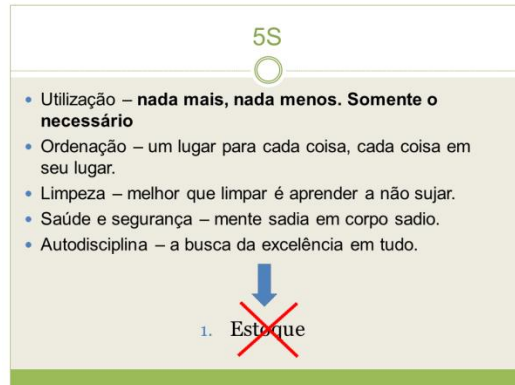 5S
• Utilização – nada mais, nada menos. Somente o
necessário
• Ordenação – um lugar para cada coisa, cada coisa em
seu lugar.
• Limpeza – melhor que limpar é aprender a não sujar.
• Saúde e segurança – mente sadia em corpo sadio.
• Autodisciplina – a busca da excelência em tudo.
1. Estoque